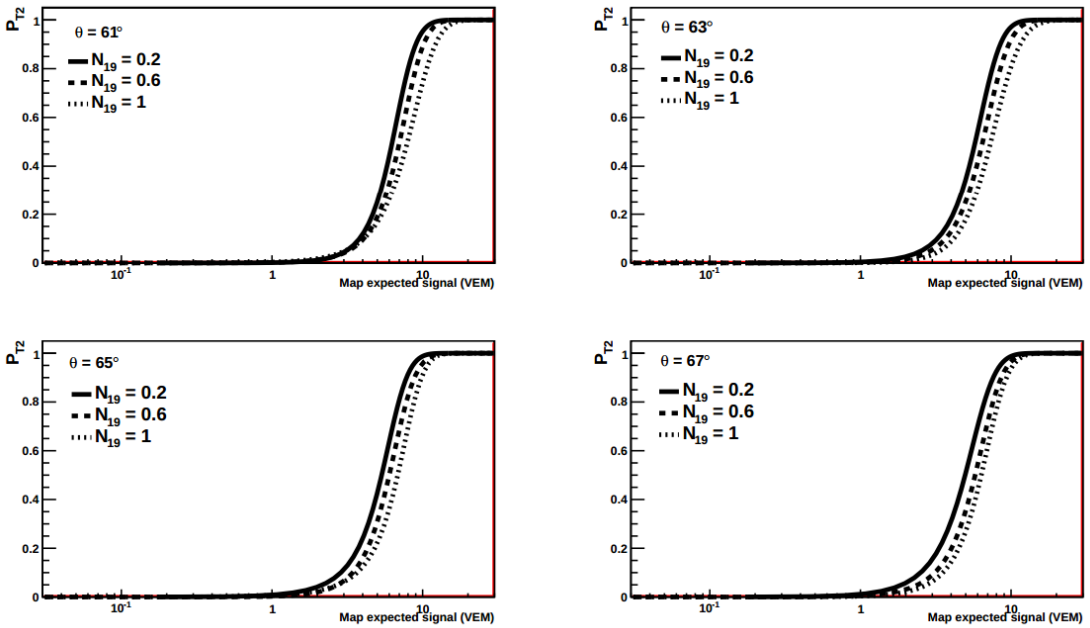 P_T2
θ = 61°
N_19 = 0.2
N_19 = 0.6
N_19 = 1
1
0.8
0.6
0.4
0.2
0
10^-1 1 10
Map expected signal (VEM)
P_T2
θ = 63°
N_19 = 0.2
N_19 = 0.6
N_19 = 1
1
0.8
0.6
0.4
0.2
0
10^-1 1 10
Map expected signal (VEM)
P_T2
θ = 65°
N_19 = 0.2
N_19 = 0.6
N_19 = 1
1
0.8
0.6
0.4
0.2
0
10^-1 1 10
Map expected signal (VEM)
P_T2
θ = 67°
N_19 = 0.2
N_19 = 0.6
N_19 = 1
1
0.8
0.6
0.4
0.2
0
10^-1 1 10
Map expected signal (VEM)